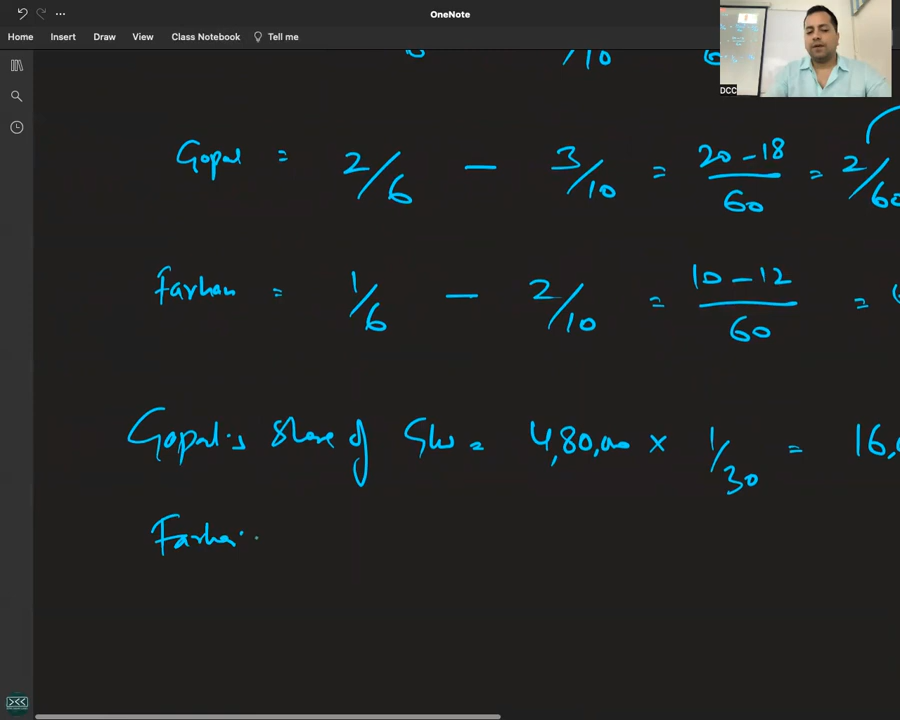 OneNote
Home Insert Draw View Class Notebook Tell me
DCC
/10
Gopal = 2/6 - 3/10 = 20-18/60 = 2/60
Farhan = 1/6 - 2/10 = 10-12/60 = (
Gopal's share of G/w = 4,80,000 × 1/30 = 16,0
Farha